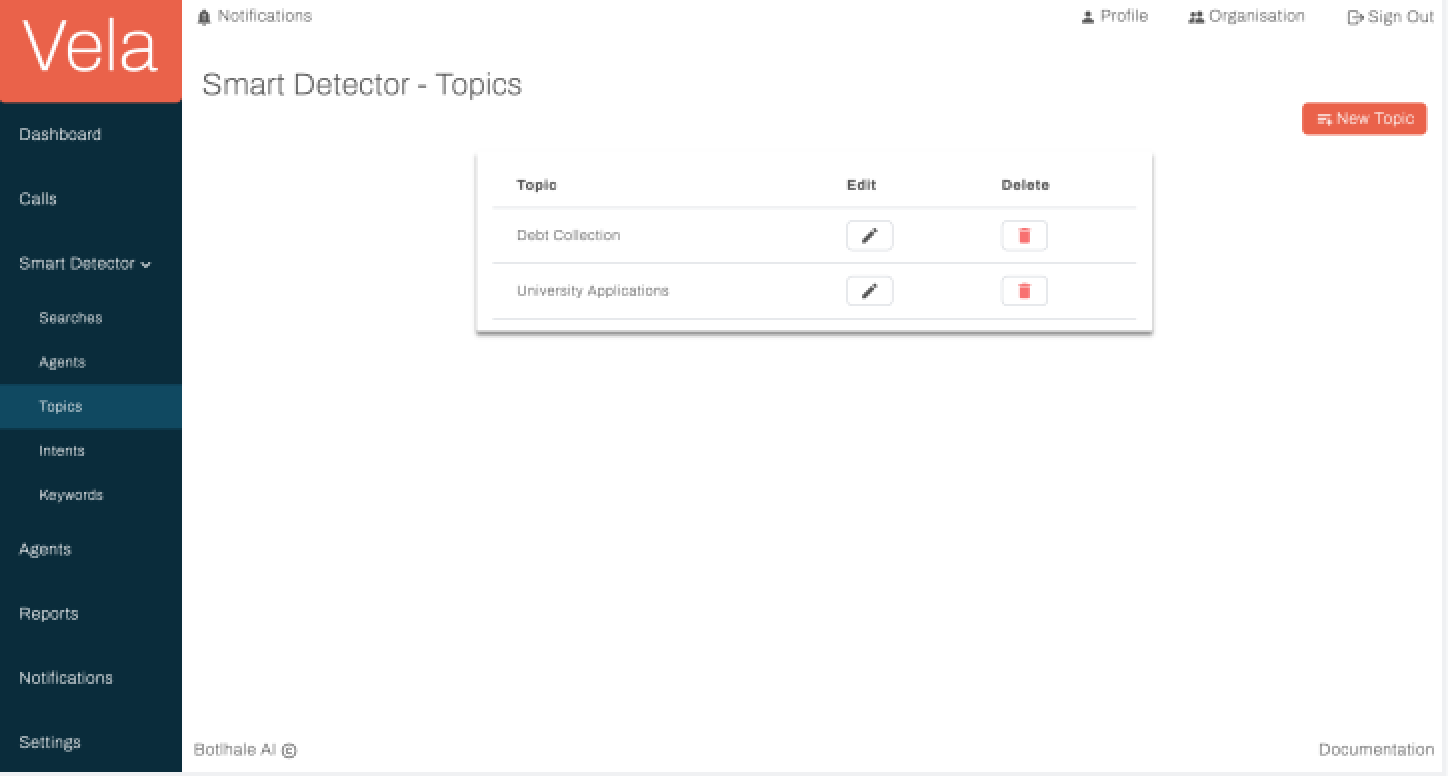 Vela
Notifications
Profile
Organisation
Sign Out
Smart Detector - Topics
New Topic
Dashboard
Calls
Smart Detector
Searches
Agents
Topics
Intents
Keywords
Agents
Reports
Notifications
Settings
Topic Edit Delete
Debt Collection
University Applications
Botlhale AI ©
Documentation